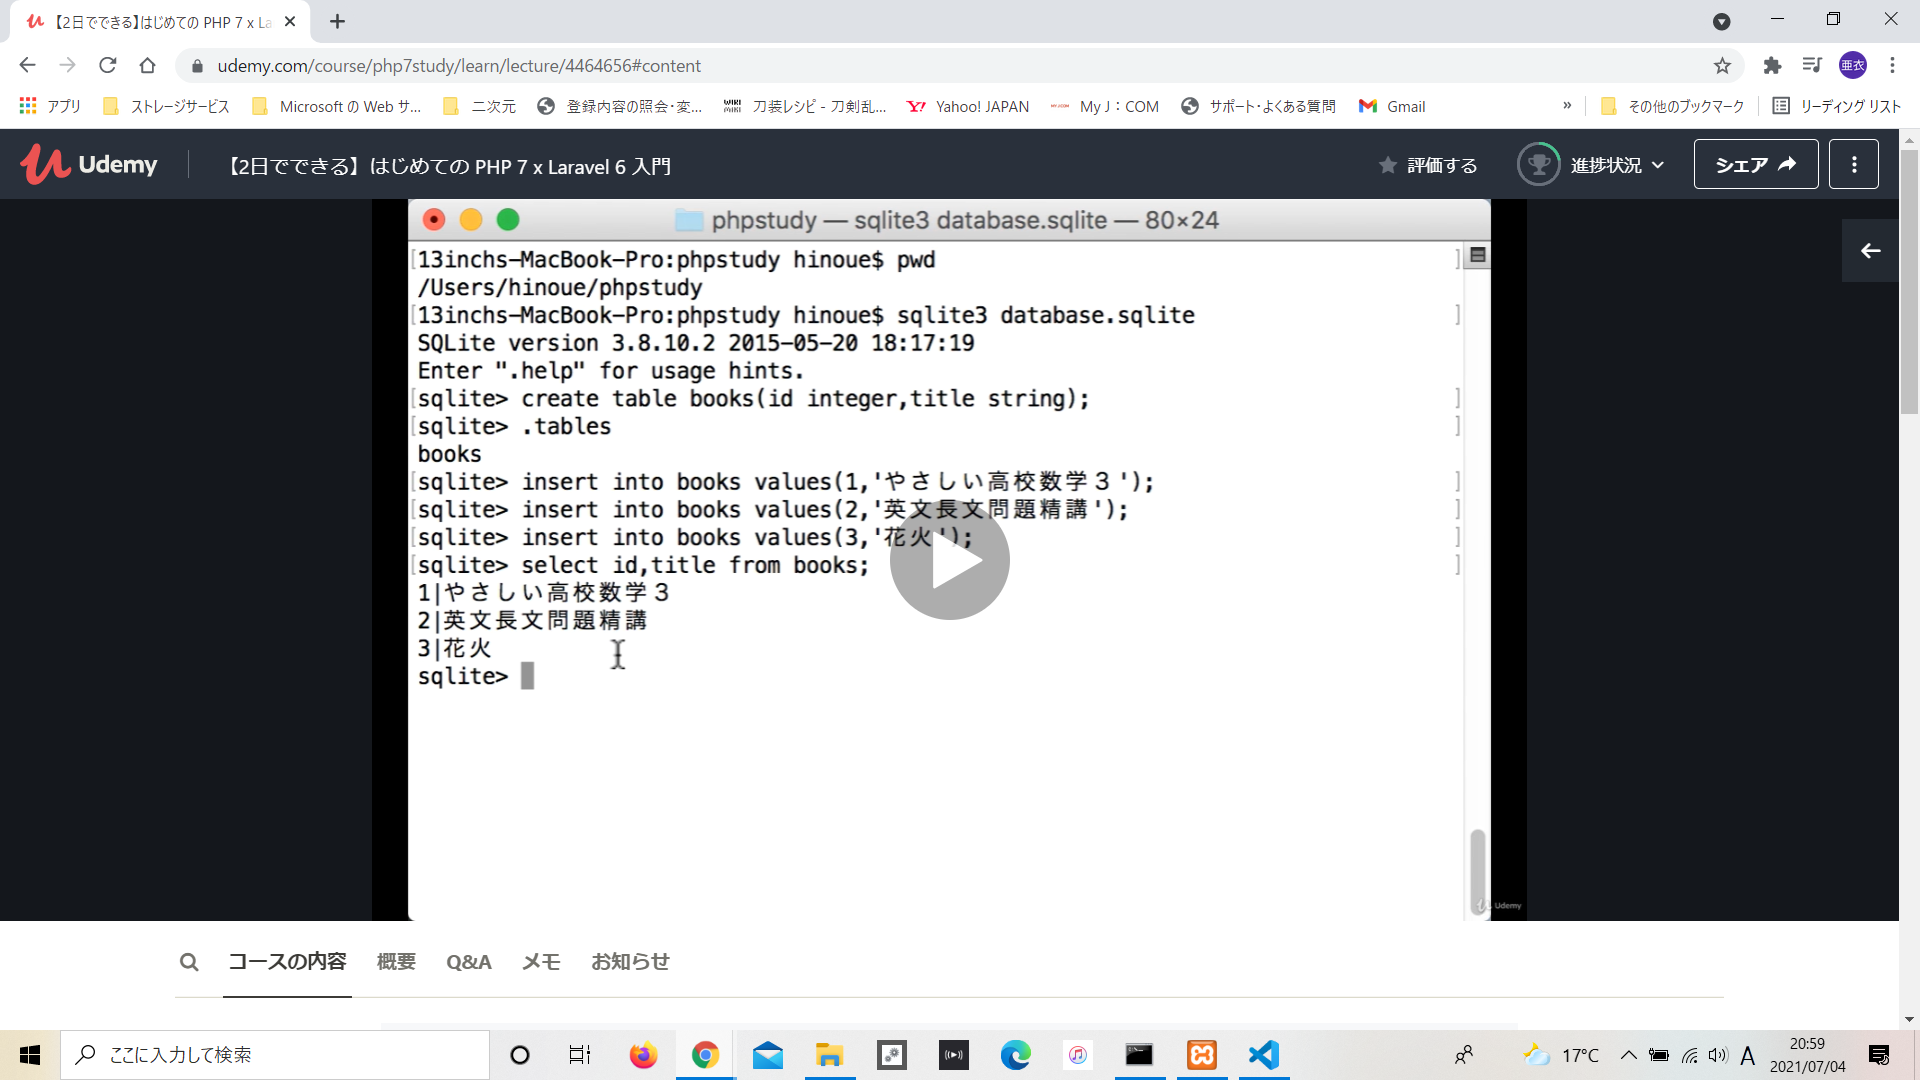 【2日でできる】はじめての PHP 7 x La
udemy.com/course/php7study/learn/lecture/4464656#content
亜衣
アプリ ストレージサービス Microsoft の Web サ... 二次元 登録内容の照会・変... WIKI WIKI 刀装レシピ - 刀剣乱... Yahoo! JAPAN My J：COM サポート・よくある質問 Gmail » その他のブックマーク リーディング リスト
Udemy 【2日でできる】はじめての PHP 7 x Laravel 6 入門 評価する 進捗状況 シェア
phpstudy — sqlite3 database.sqlite — 80×24
[13inchs-MacBook-Pro:phpstudy hinoue$ pwd ]
/Users/hinoue/phpstudy
[13inchs-MacBook-Pro:phpstudy hinoue$ sqlite3 database.sqlite ]
SQLite version 3.8.10.2 2015-05-20 18:17:19
Enter ".help" for usage hints.
[sqlite> create table books(id integer,title string); ]
[sqlite> .tables ]
books
[sqlite> insert into books values(1,'やさしい高校数学３'); ]
[sqlite> insert into books values(2,'英文長文問題精講'); ]
[sqlite> insert into books values(3,'花火'); ]
[sqlite> select id,title from books; ]
1|やさしい高校数学３
2|英文長文問題精講
3|花火
sqlite>
Udemy
コースの内容 概要 Q&A メモ お知らせ
ここに入力して検索
17°C A 20:59
2021/07/04